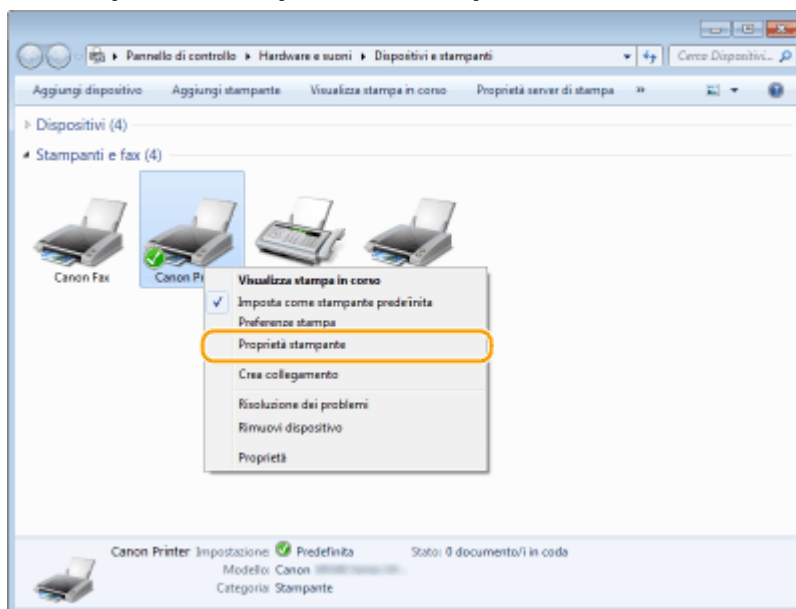 Pannello di controllo ▸ Hardware e suoni ▸ Dispositivi e stampanti
Cerca Dispositivi...
Aggiungi dispositivo Aggiungi stampante Visualizza stampa in corso Proprietà server di stampa »
Dispositivi (4)
Stampanti e fax (4)
Canon Fax
Canon
Visualizza stampa in corso
Imposta come stampante predefinita
Preferenze stampa
Proprietà stampante
Crea collegamento
Risoluzione dei problemi
Rimuovi dispositivo
Proprietà
Canon Printer Impostazione: Predefinita Stato: 0 documento/i in coda
Modello: Canon
Categoria: Stampante